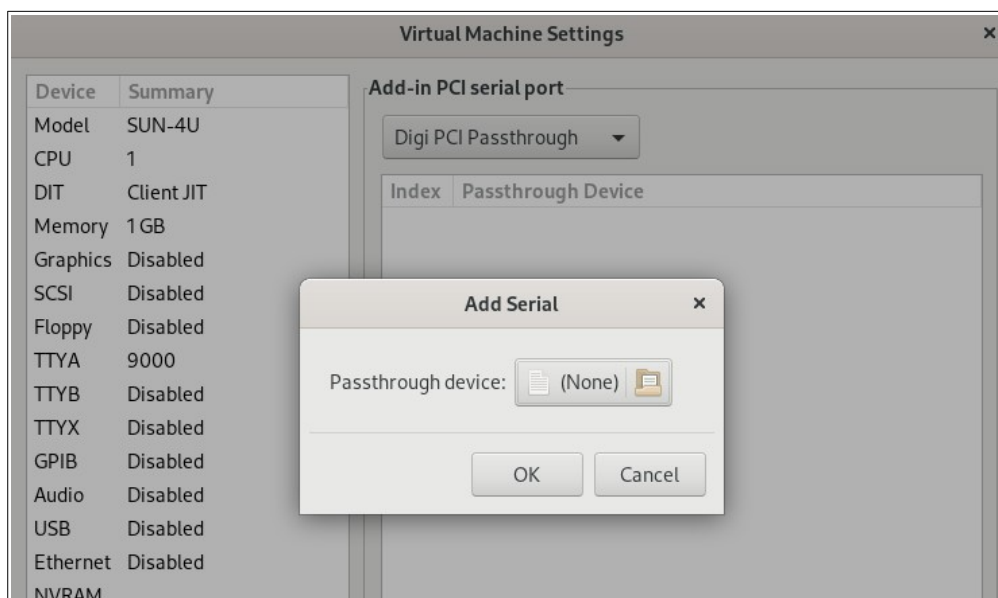 Virtual Machine Settings ×
Device Summary
Model SUN-4U
CPU 1
DIT Client JIT
Memory 1 GB
Graphics Disabled
SCSI Disabled
Floppy Disabled
TTYA 9000
TTYB Disabled
TTYX Disabled
GPIB Disabled
Audio Disabled
USB Disabled
Ethernet Disabled
NVRAM
Add-in PCI serial port
Digi PCI Passthrough
Index Passthrough Device
Add Serial ×
Passthrough device: (None)
OK Cancel